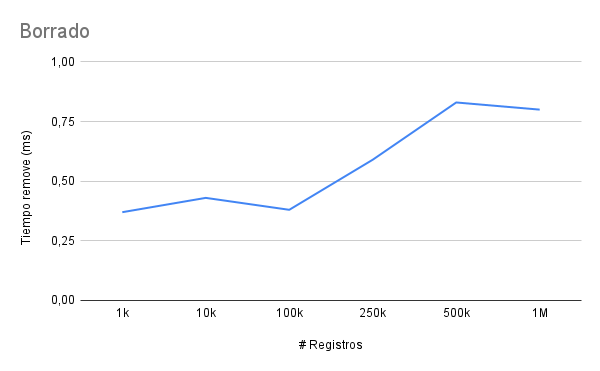 Borrado
1,00
0,75
0,50
0,25
0,00
Tiempo remove (ms)
1k 10k 100k 250k 500k 1M
# Registros